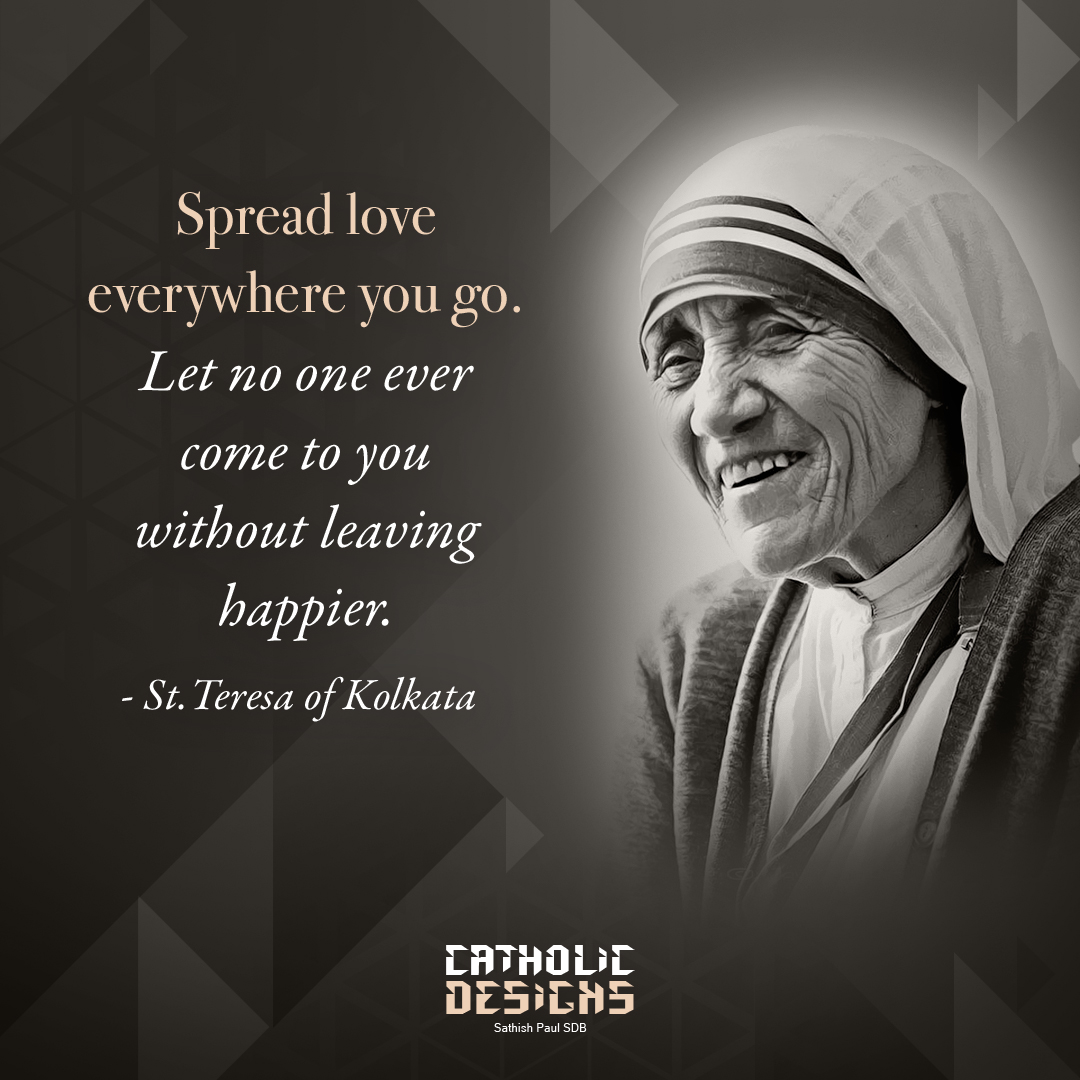 Spread love
everywhere you go.
Let no one ever
come to you
without leaving
happier.
- St. Teresa of Kolkata
CATHOLIC
DESIGNS
Sathish Paul SDB